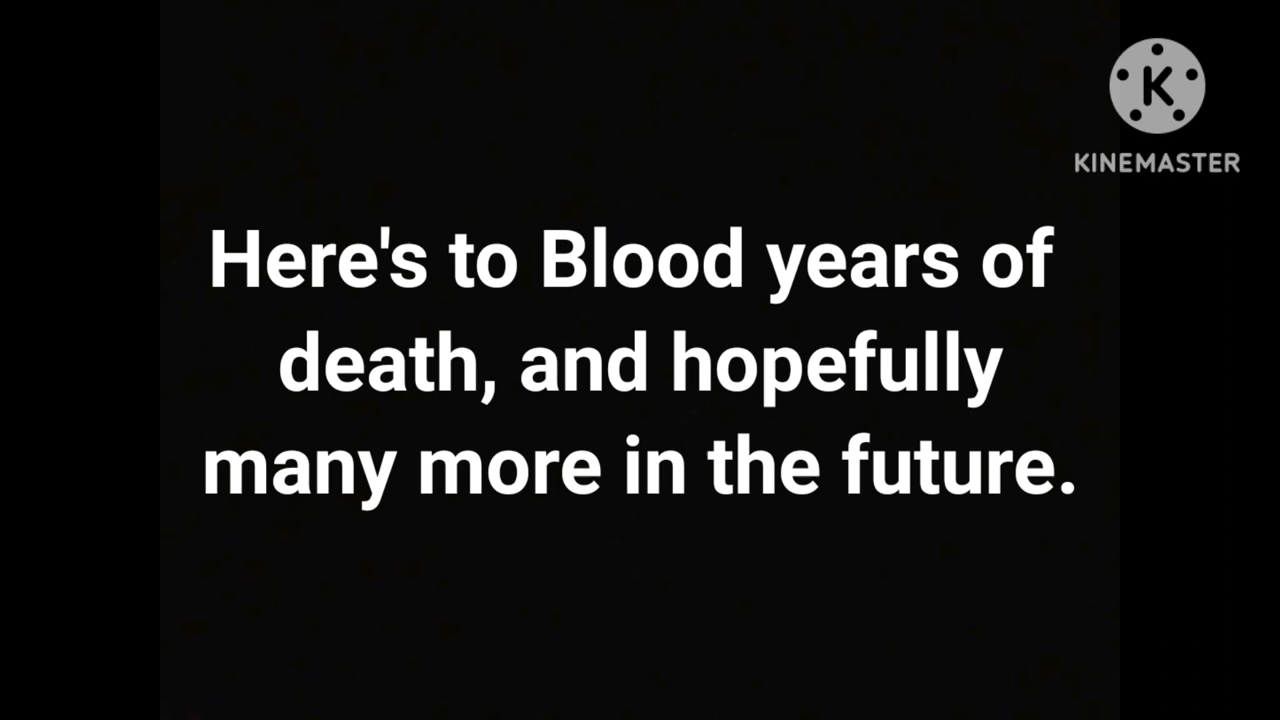 K
KINEMASTER
Here's to Blood years of
death, and hopefully
many more in the future.